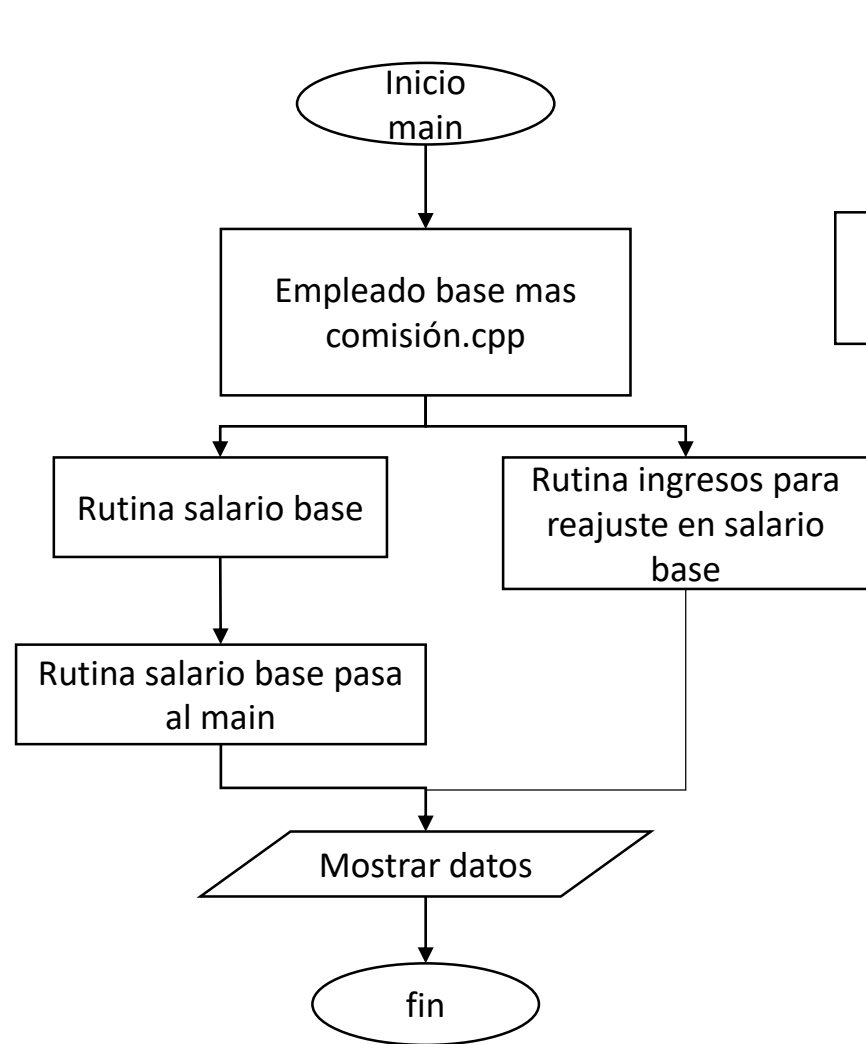 Inicio
main
Empleado base mas
comisión.cpp
Rutina salario base
Rutina ingresos para
reajuste en salario
base
Rutina salario base pasa
al main
Mostrar datos
fin